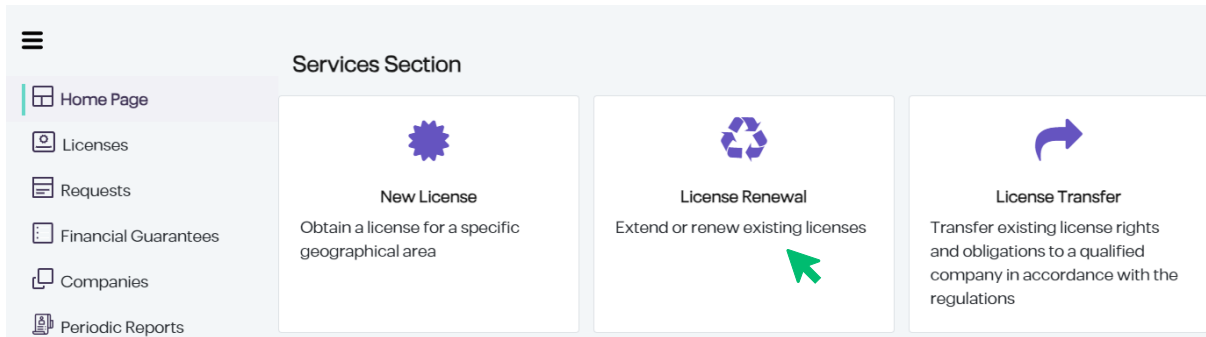 Home Page
Licenses
Requests
Financial Guarantees
Companies
Periodic Reports
Services Section
New License
Obtain a license for a specific
geographical area
License Renewal
Extend or renew existing licenses
License Transfer
Transfer existing license rights
and obligations to a qualified
company in accordance with the
regulations